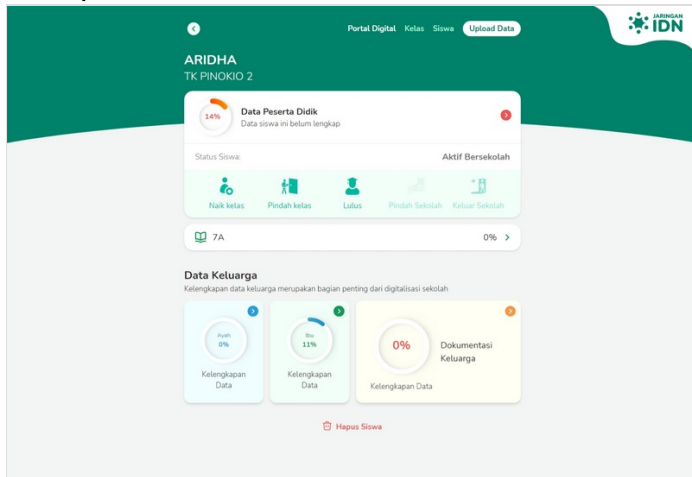 Portal Digital Kelas Siswa Upload Data
JARINGAN
IDN
ARIDHA
TK PINOKIO 2
14%
Data Peserta Didik
Data siswa ini belum lengkap
Status Siswa:
Aktif Bersekolah
Naik kelas Pindah kelas Lulus Pindah Sekolah Keluar Sekolah
7A
0%
Data Keluarga
Kelengkapan data keluarga merupakan bagian penting dari digitalisasi sekolah
Ayah
0%
Kelengkapan
Data
Ibu
11%
Kelengkapan
Data
0%
Dokumentasi
Keluarga
Kelengkapan Data
Hapus Siswa